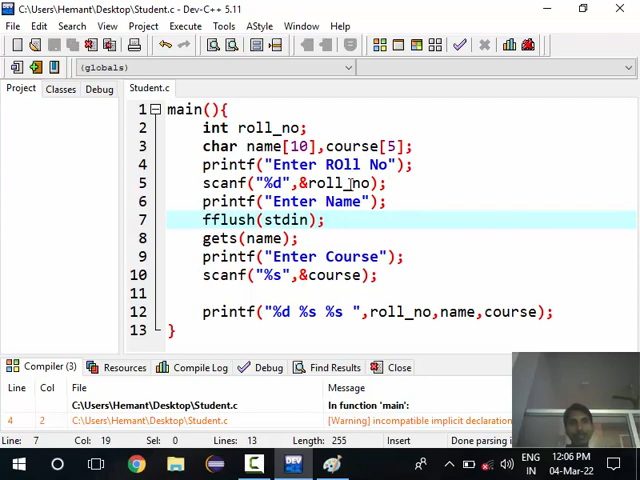 C:\Users\Hemant\Desktop\Student.c - Dev-C++ 5.11
File Edit Search View Project Execute Tools AStyle Window Help
(globals)
Project Classes Debug Student.c
1 main(){
2 int roll_no;
3 char name[10],course[5];
4 printf("Enter ROll No");
5 scanf("%d",&roll_no);
6 printf("Enter Name");
7 fflush(stdin);
8 gets(name);
9 printf("Enter Course");
10 scanf("%s",&course);
11
12 printf("%d %s %s ",roll_no,name,course);
13 }
Compiler (3) Resources Compile Log Debug Find Results Close
Line Col File Message
C:\Users\Hemant\Desktop\Student.c In function 'main':
4 2 C:\Users\Hemant\Desktop\Student.c [Warning] incompatible implicit declaration
Line: 7 Col: 19 Sel: 0 Lines: 13 Length: 255 Insert Done parsing
DEV
ENG 12:06 PM
IN 04-Mar-22